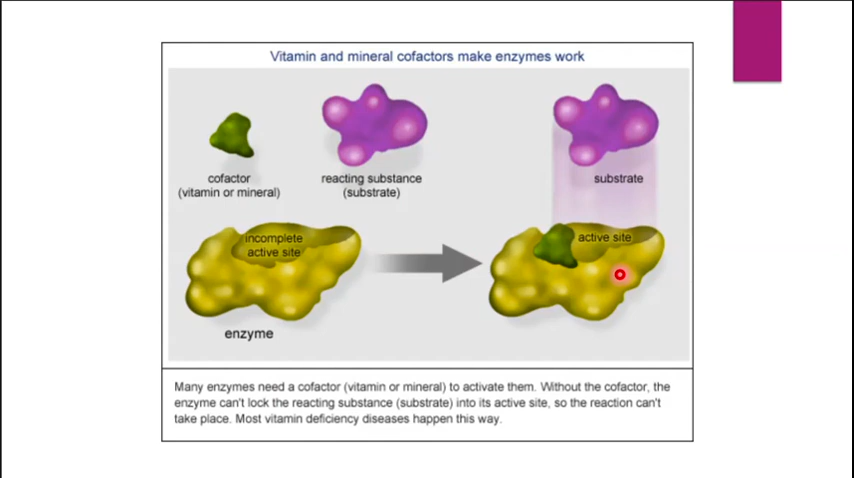 Vitamin and mineral cofactors make enzymes work
cofactor
(vitamin or mineral)
reacting substance
(substrate)
substrate
incomplete
active site
active site
enzyme
Many enzymes need a cofactor (vitamin or mineral) to activate them. Without the cofactor, the
enzyme can't lock the reacting substance (substrate) into its active site, so the reaction can't
take place. Most vitamin deficiency diseases happen this way.